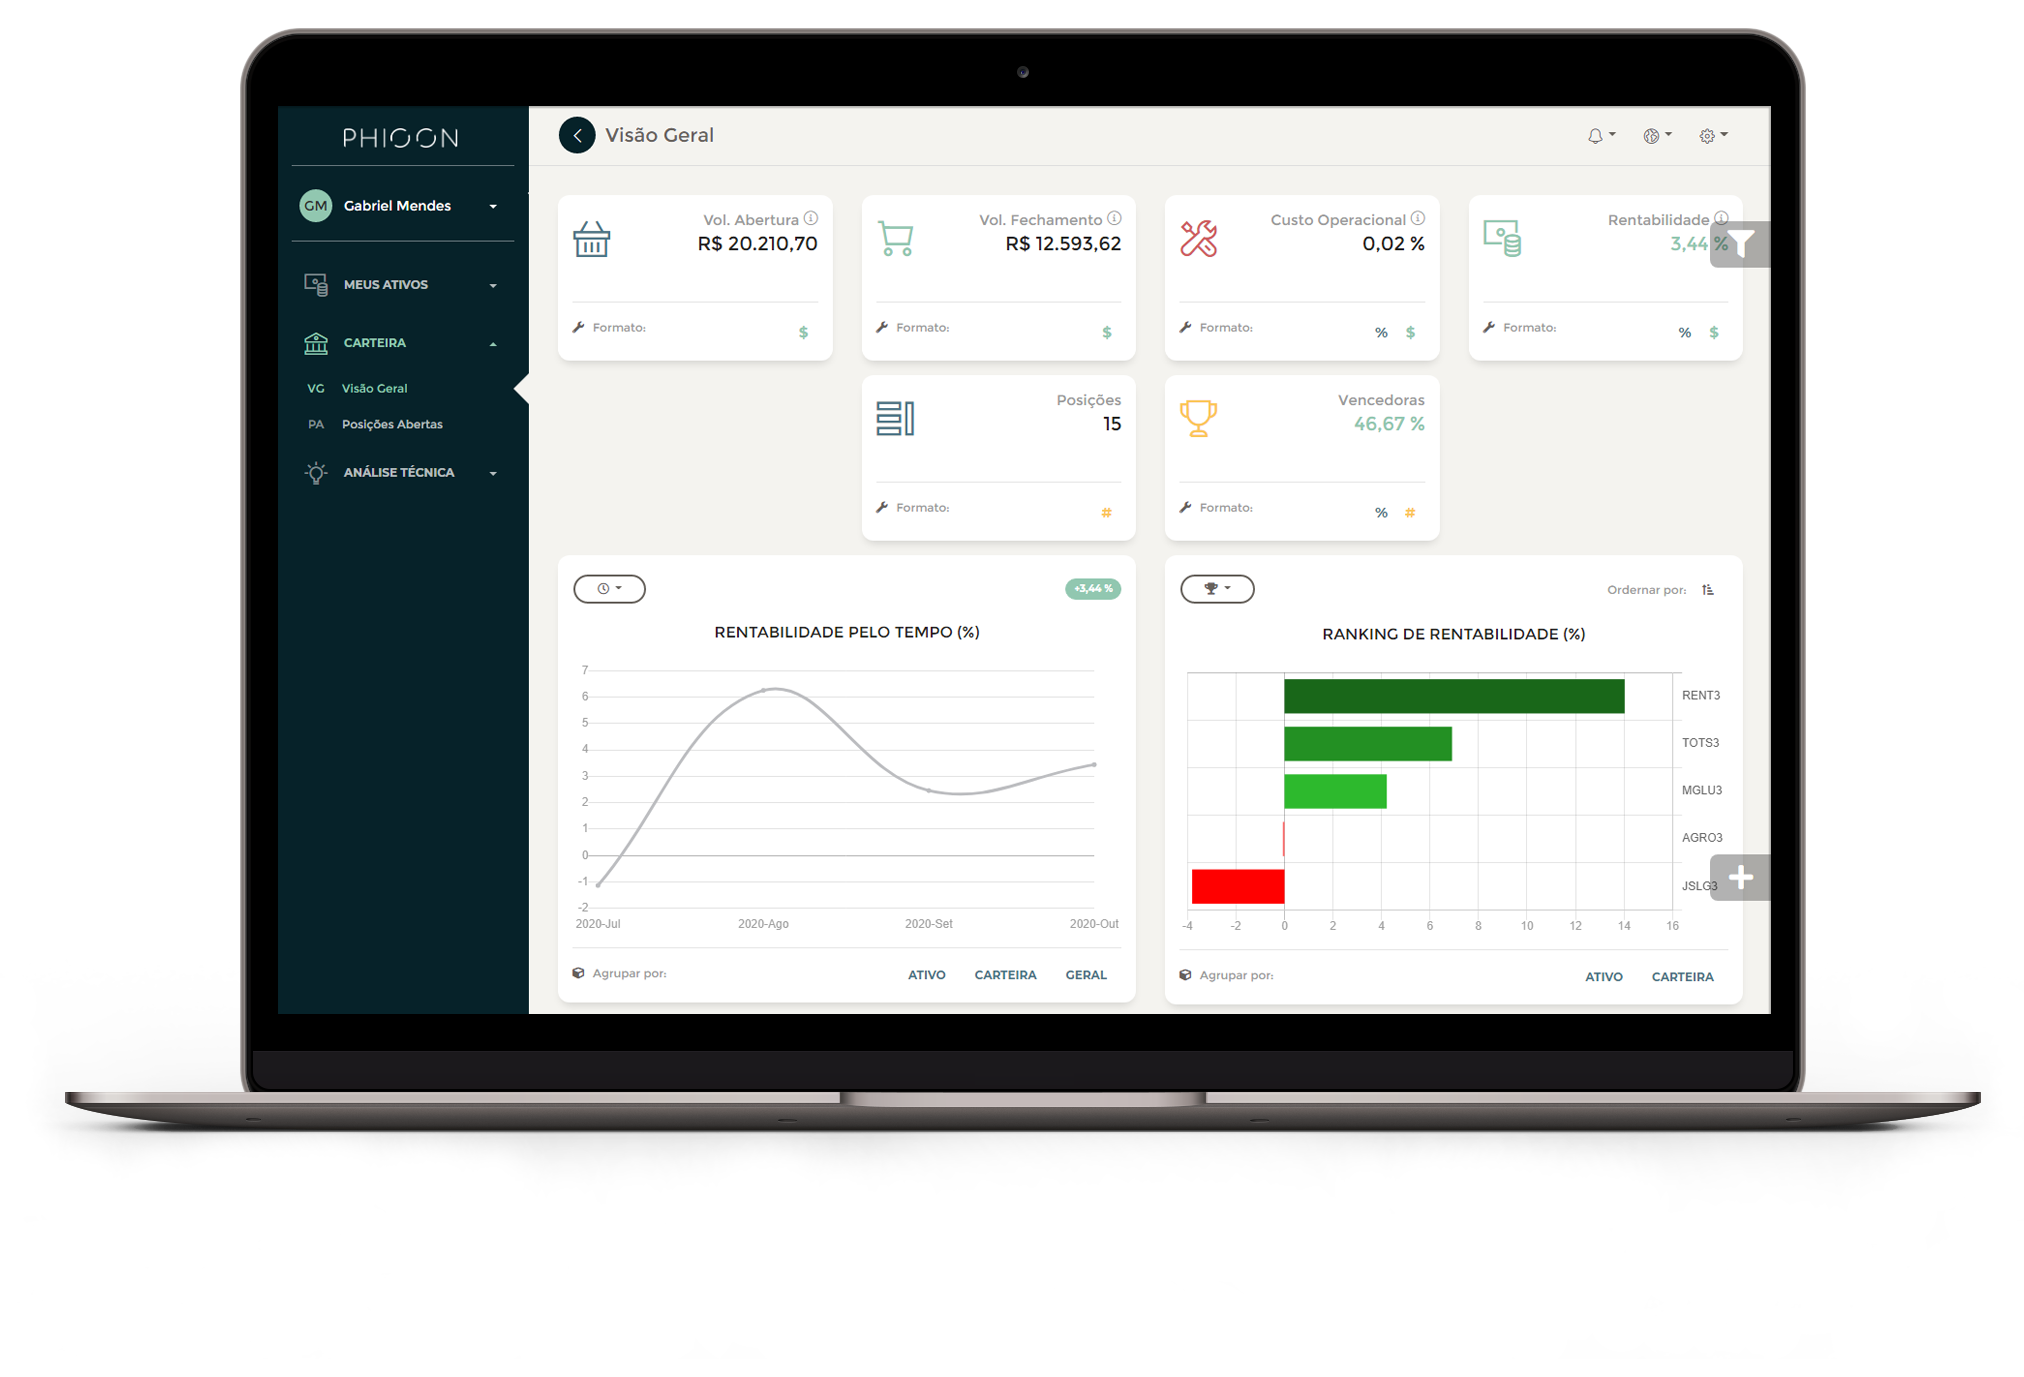 PHICON
Visão Geral
GM Gabriel Mendes
MEUS ATIVOS
CARTEIRA
VG Visão Geral
PA Posições Abertas
ANÁLISE TÉCNICA
Vol. Abertura
R$ 20.210,70
Formato: $
Vol. Fechamento
R$ 12.593,62
Formato: $
Custo Operacional
0,02 %
Formato: % $
Rentabilidade
3,44 %
Formato: % $
Posições
15
Formato: #
Vencedoras
46,67 %
Formato: % #
+3,44 %
RENTABILIDADE PELO TEMPO (%)
7
6
5
4
3
2
1
0
-1
-2
2020-Jul 2020-Ago 2020-Set 2020-Out
Agrupar por: ATIVO CARTEIRA GERAL
Ordernar por:
RANKING DE RENTABILIDADE (%)
RENT3
TOTS3
MGLU3
AGRO3
JSLG3
-4 -2 0 2 4 6 8 10 12 14 16
Agrupar por: ATIVO CARTEIRA